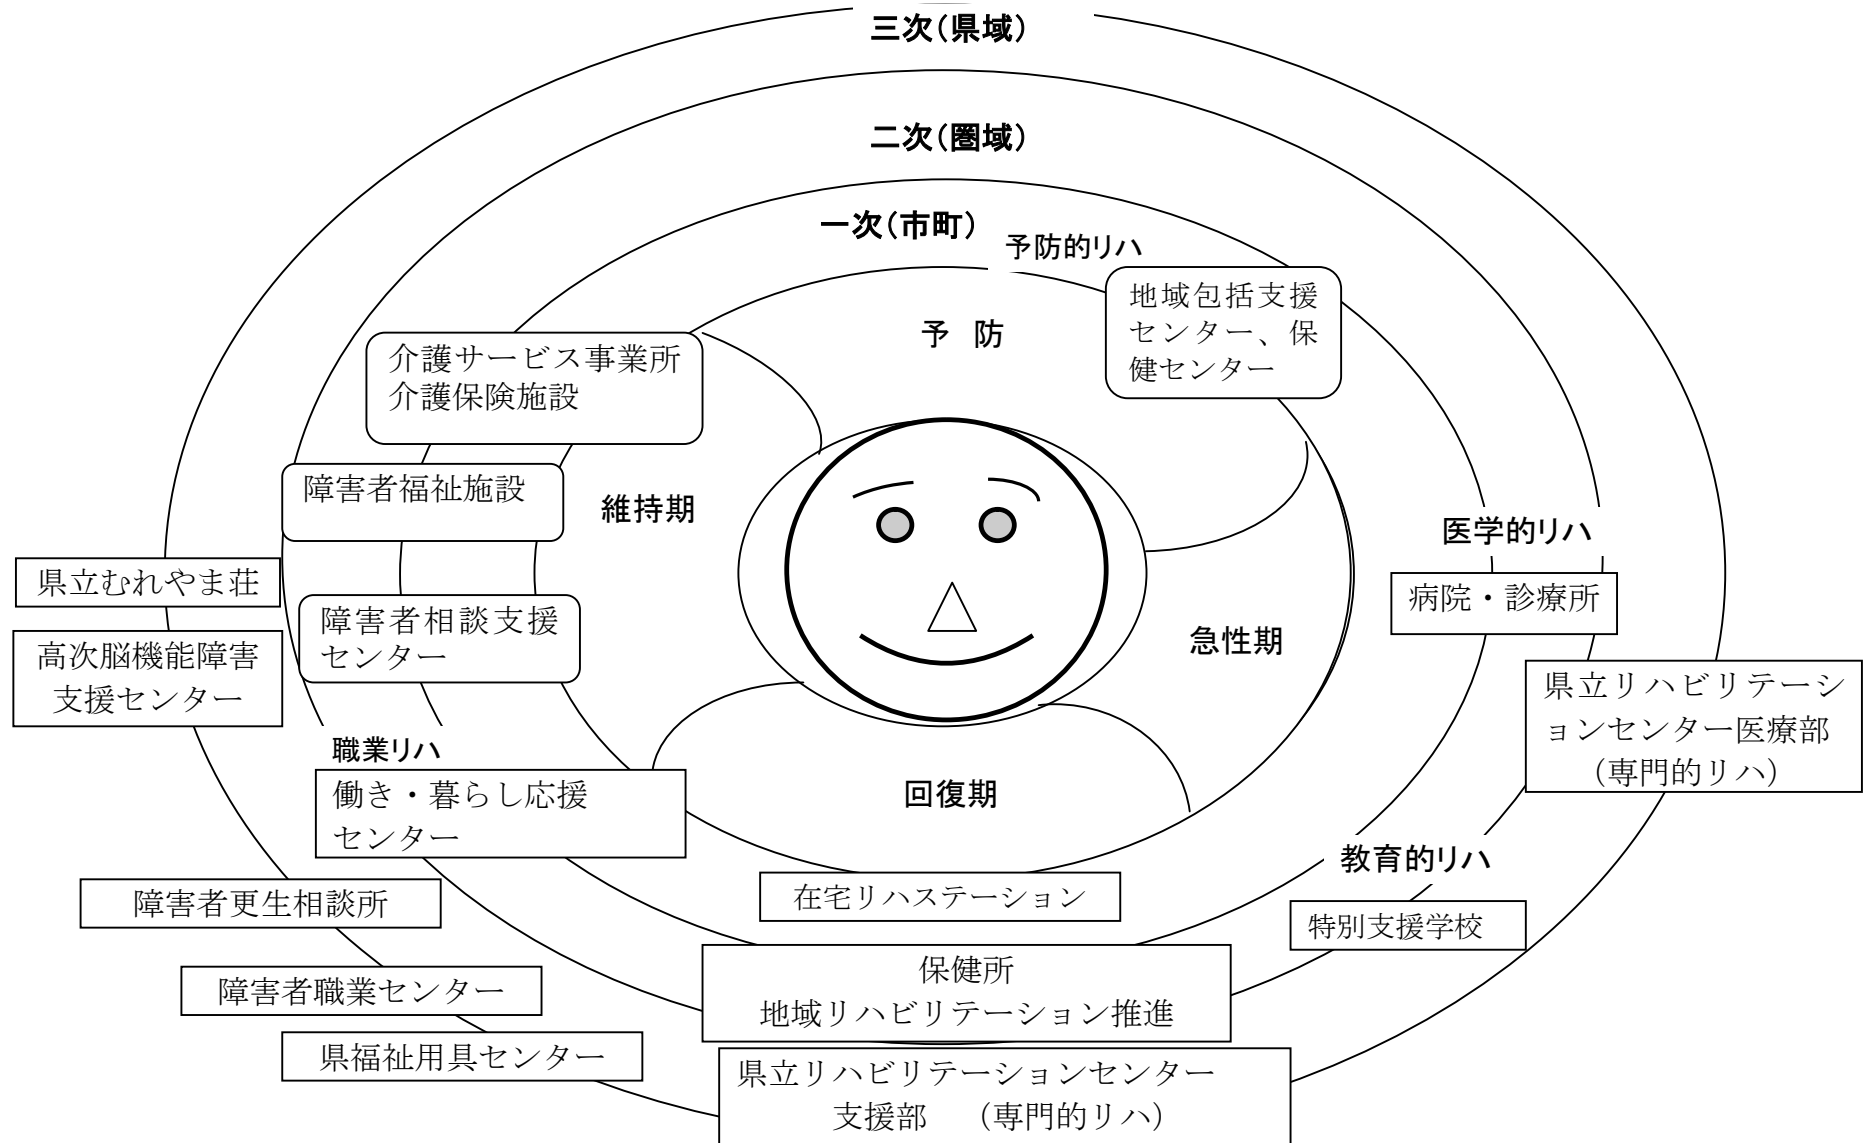 三次(県域)
二次(圏域)
一次(市町)
予防的リハ
地域包括支援
センター、保
健センター
予 防
介護サービス事業所
介護保険施設
障害者福祉施設
維持期
医学的リハ
県立むれやま荘
病院・診療所
障害者相談支援
センター
急性期
高次脳機能障害
支援センター
県立リハビリテーシ
ョンセンター医療部
(専門的リハ)
職業リハ
働き・暮らし応援
センター
回復期
教育的リハ
在宅リハステーション
障害者更生相談所
特別支援学校
保健所
地域リハビリテーション推進
障害者職業センター
県福祉用具センター
県立リハビリテーションセンター
支援部 (専門的リハ)